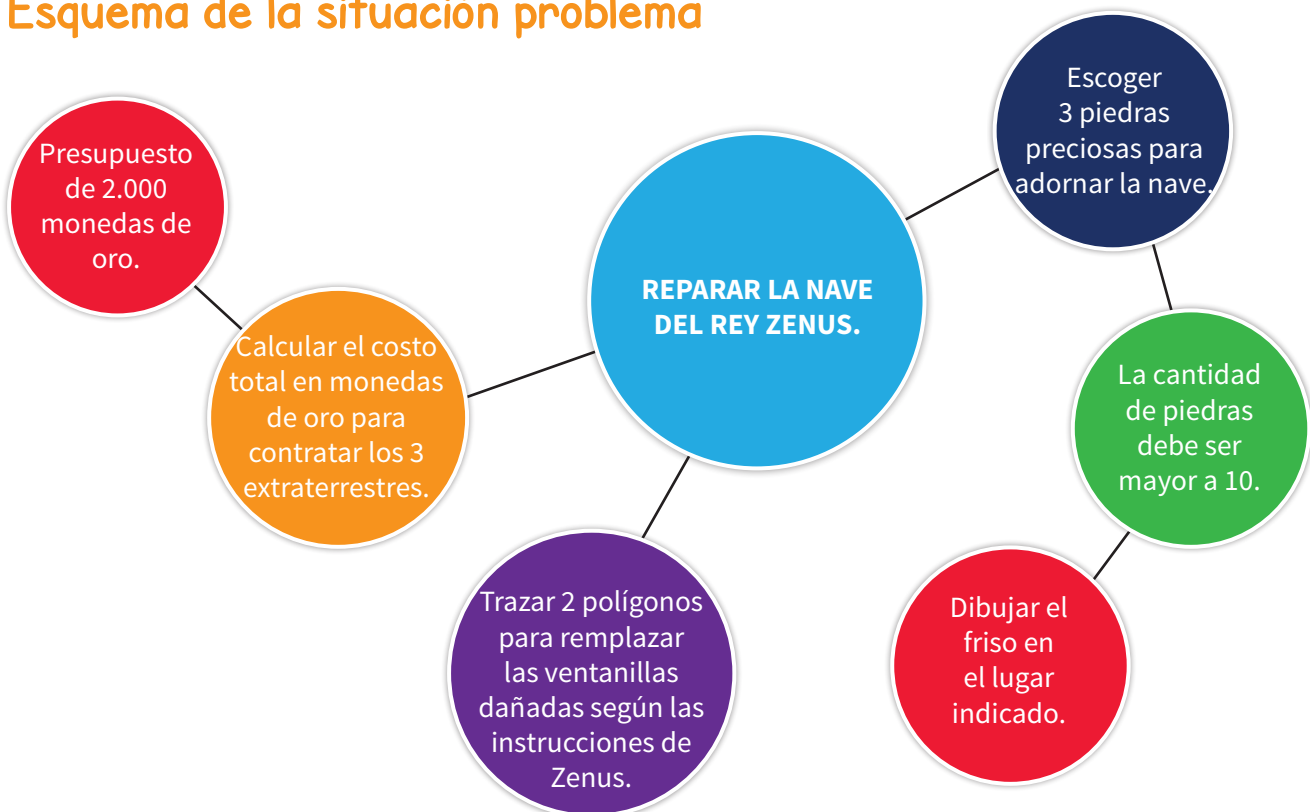 Esquema de la situación problema
Presupuesto
de 2.000
monedas de
oro.
Calcular el costo
total en monedas
de oro para
contratar los 3
extraterrestres.
REPARAR LA NAVE
DEL REY ZENUS.
Trazar 2 polígonos
para remplazar
las ventanillas
dañadas según las
instrucciones de
Zenus.
Escoger
3 piedras
preciosas para
adornar la nave.
La cantidad
de piedras
debe ser
mayor a 10.
Dibujar el
friso en
el lugar
indicado.